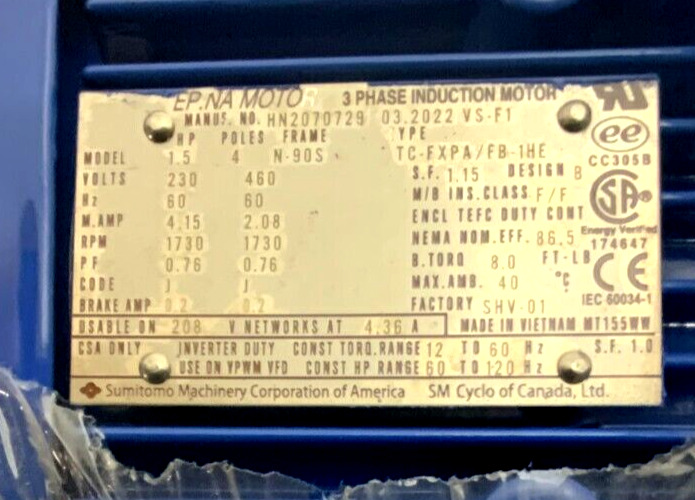 EP.NA MOTOR 3 PHASE INDUCTION MOTOR
MANUF. NO. HN2070729 03.2022 VS-F1
HP POLES FRAME TYPE
MODEL 1.5 4 N-90S TC-FXPA/FB-1HE
VOLTS 230 460 S.F. 1.15 DESIGN B
Hz 60 60 M/B INS.CLASS F/F
M.AMP 4.15 2.08 ENCL TEFC DUTY CONT
RPM 1730 1730 NEMA NOM.EFF. 86.5
PF 0.76 0.76 B.TORQ 8.0 FT-LB
CODE J J MAX.AMB. 40 °C
BRAKE AMP 0.2 0.2 FACTORY SHV-01
USABLE ON 208 V NETWORKS AT 4.36 A MADE IN VIETNAM MT155WW
CSA ONLY INVERTER DUTY CONST TORQ.RANGE 12 TO 60 Hz S.F. 1.0
USE ON VPWM VFD CONST HP RANGE 60 TO 120 Hz
Sumitomo Machinery Corporation of America SM Cyclo of Canada, Ltd.
ee
CC305B
SA ®
Energy Verified
174647
CE
IEC 60034-1